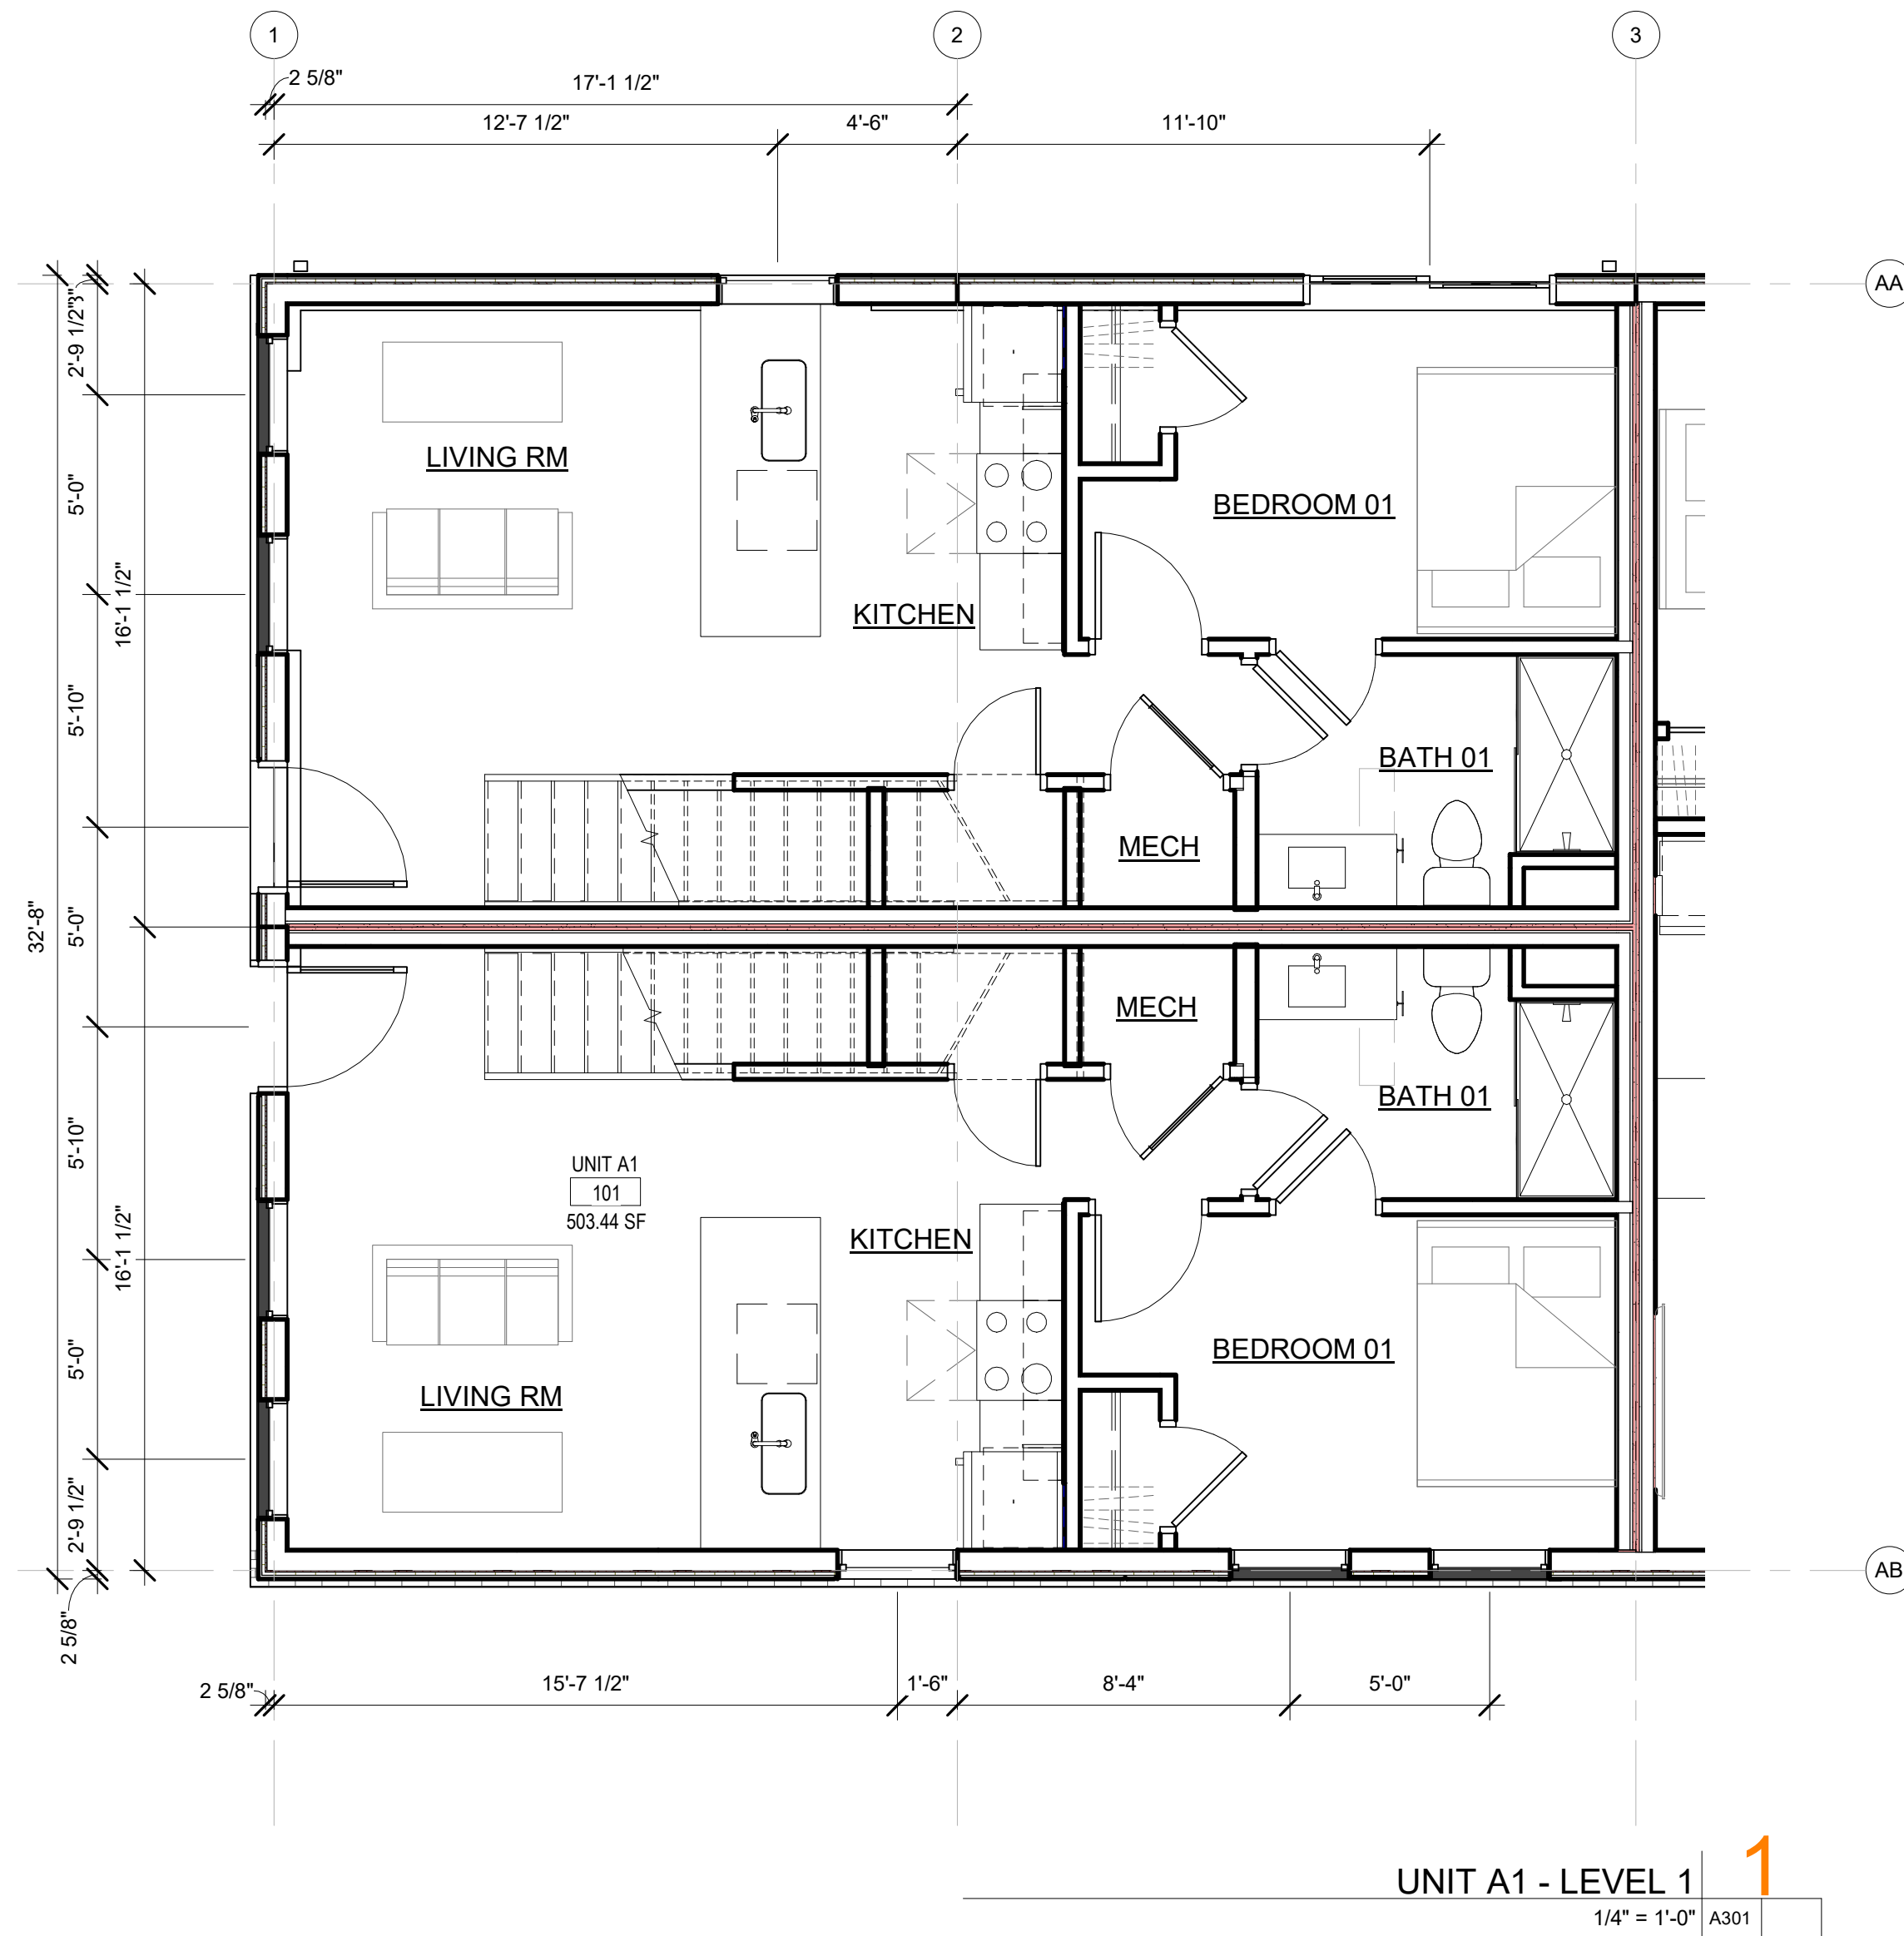 1
2
3
2 5/8"
17'-1 1/2"
12'-7 1/2"
4'-6"
11'-10"
AA
3"
2'-9 1/2"
5'-0"
16'-1 1/2"
5'-10"
32'-8"
5'-0"
5'-10"
16'-1 1/2"
5'-0"
2'-9 1/2"
2 5/8"
LIVING RM
KITCHEN
BEDROOM 01
BATH 01
MECH
MECH
BATH 01
UNIT A1
101
503.44 SF
KITCHEN
BEDROOM 01
LIVING RM
AB
2 5/8"
15'-7 1/2"
1'-6"
8'-4"
5'-0"
UNIT A1 - LEVEL 1
1
1/4" = 1'-0"
A301